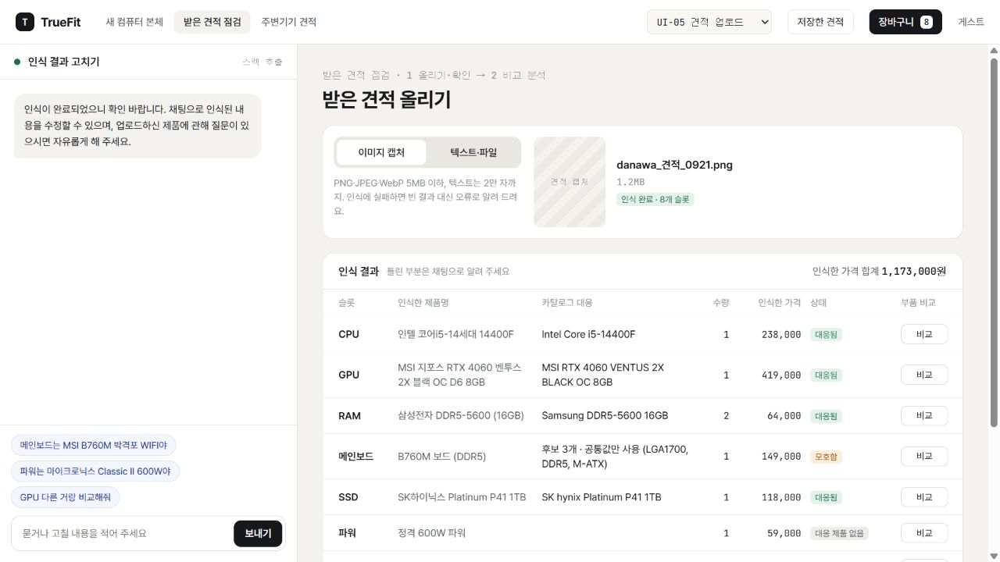 T TrueFit 새 컴퓨터 본체 받은 견적 점검 주변기기 견적 UI-05 견적 업로드 저장한 견적 장바구니 8 게스트
인식 결과 고치기 스펙 추출
인식이 완료되었으니 확인 바랍니다. 채팅으로 인식된 내
용을 수정할 수 있으며, 업로드하신 제품에 관해 질문이 있
으시면 자유롭게 해 주세요.
메인보드는 MSI B760M 박격포 WIFI야
파워는 마이크로닉스 Classic II 600W야
GPU 다른 거랑 비교해줘
묻거나 고칠 내용을 적어 주세요 보내기
받은 견적 점검 · 1 올리기·확인 → 2 비교 분석
받은 견적 올리기
이미지 캡처 텍스트·파일
PNG·JPEG·WebP 5MB 이하, 텍스트는 2만 자까
지. 인식에 실패하면 빈 결과 대신 오류로 알려 드려
요.
견적 캡처
danawa_견적_0921.png
1.2MB
인식 완료 · 8개 슬롯
인식 결과 틀린 부분은 채팅으로 알려 주세요 인식한 가격 합계 1,173,000원
슬롯 인식한 제품명 카탈로그 대응 수량 인식한 가격 상태 부품 비교
CPU 인텔 코어i5-14세대 14400F Intel Core i5-14400F 1 238,000 대응됨 비교
GPU MSI 지포스 RTX 4060 벤투스 2X 블랙 OC D6 8GB MSI RTX 4060 VENTUS 2X BLACK OC 8GB 1 419,000 대응됨 비교
RAM 삼성전자 DDR5-5600 (16GB) Samsung DDR5-5600 16GB 2 64,000 대응됨 비교
메인보드 B760M 보드 (DDR5) 후보 3개 · 공통값만 사용 (LGA1700, DDR5, M-ATX) 1 149,000 모호함 비교
SSD SK하이닉스 Platinum P41 1TB SK hynix Platinum P41 1TB 1 118,000 대응됨 비교
파워 정격 600W 파워 1 59,000 대응 제품 없음 비교